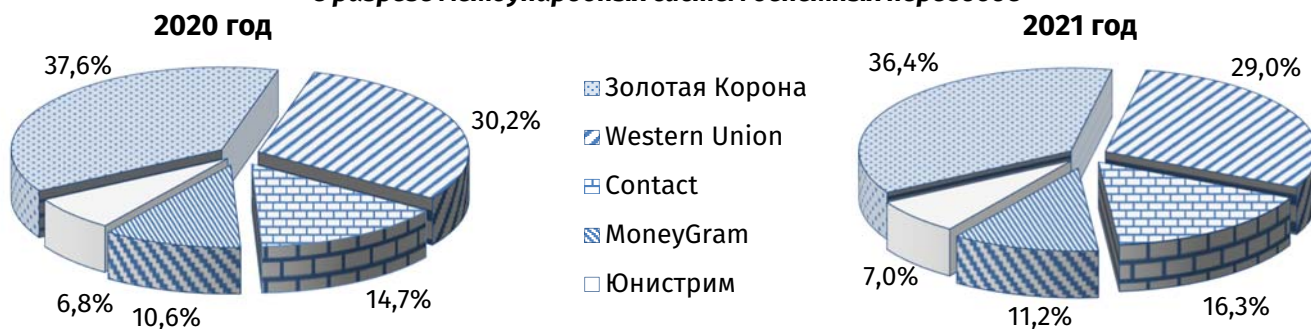 2020 год
2021 год
37,6%
30,2%
14,7%
10,6%
6,8%
Золотая Корона
Western Union
Contact
MoneyGram
Юнистрим
36,4%
29,0%
16,3%
11,2%
7,0%